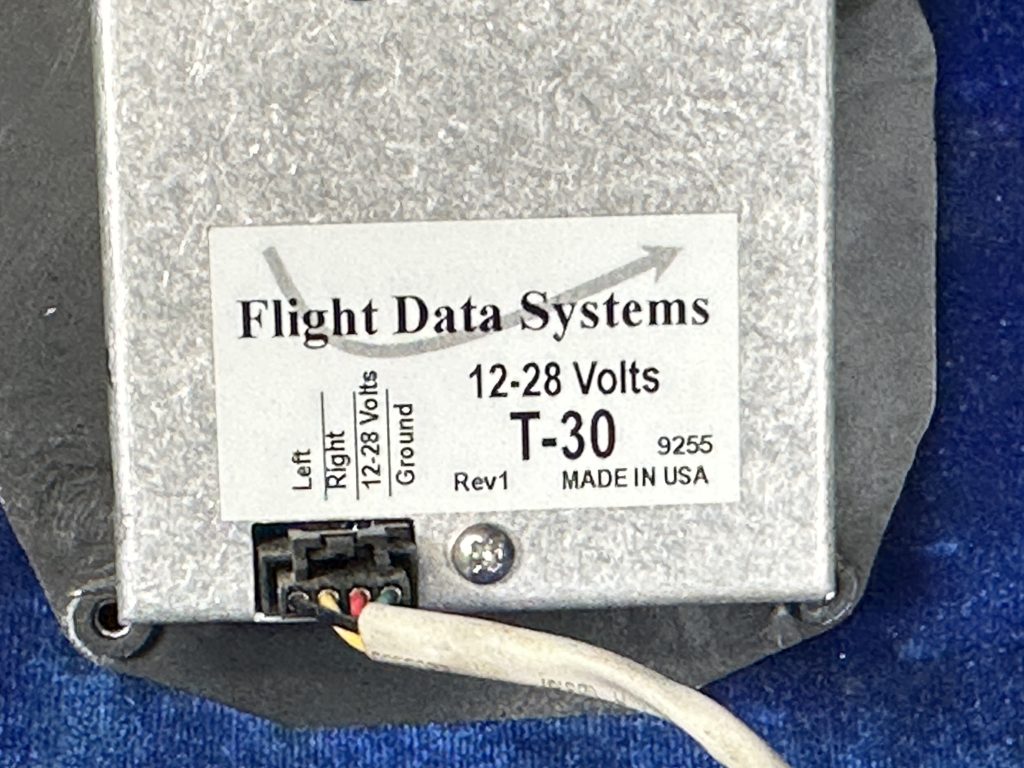 Flight Data Systems
12-28 Volts
T-30
9255
Rev1
MADE IN USA
Left
Right
12-28 Volts
Ground